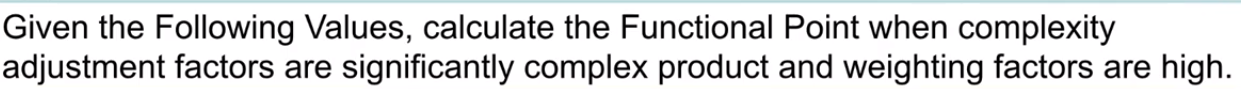 Given the Following Values, calculate the Functional Point when complexity
adjustment factors are significantly complex product and weighting factors are high.